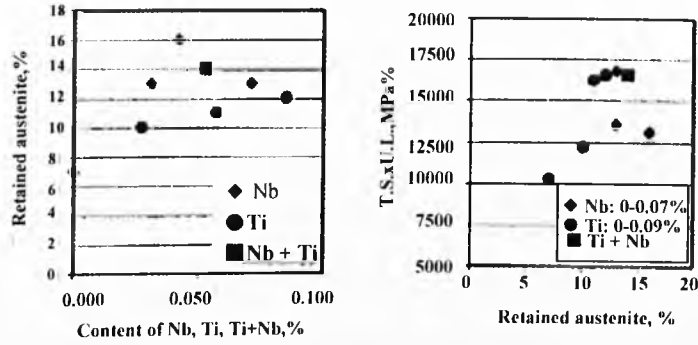 Retained austenite,%
18
16
14
12
10
8
6
4
2
0
0.000
0.050
0.100
Content of Nb, Ti, Ti+Nb,%
Nb
Ti
Nb + Ti
T.S.xU.L.,MPa%
20000
17500
15000
12500
10000
7500
5000
0
5
10
15
20
Retained austenite, %
Nb: 0-0,07%
Ti: 0-0.09%
Ti + Nb